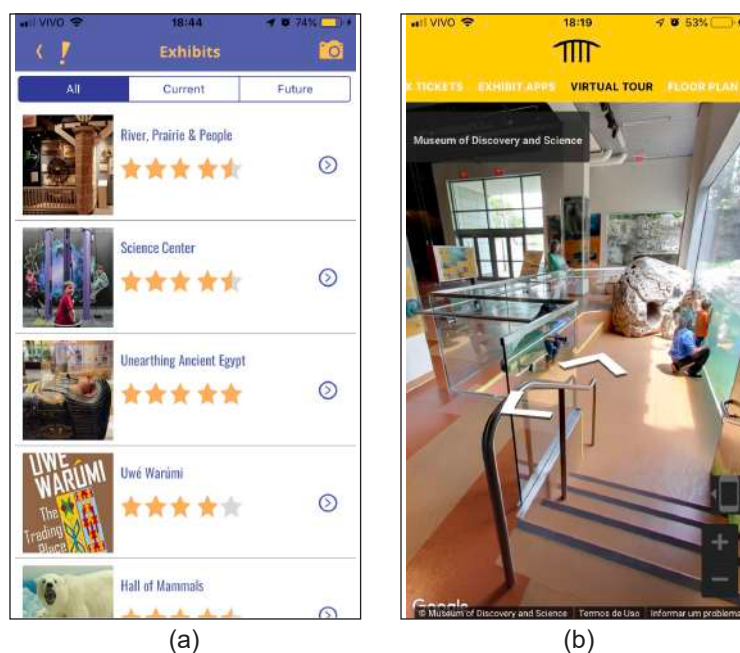 VIVO 18:44 74%
Exhibits
All Current Future
River, Prairie & People
Science Center
Unearthing Ancient Egypt
UWÉ WARÚMI
The
Trading
Place
Uwé Warúmi
Hall of Mammals
(a)
VIVO 18:19 53%
TICKETS EXHIBIT APPS VIRTUAL TOUR FLOOR PLAN
Museum of Discovery and Science
Google
© Museum of Discovery and Science Termos de Uso Informar um problema
(b)